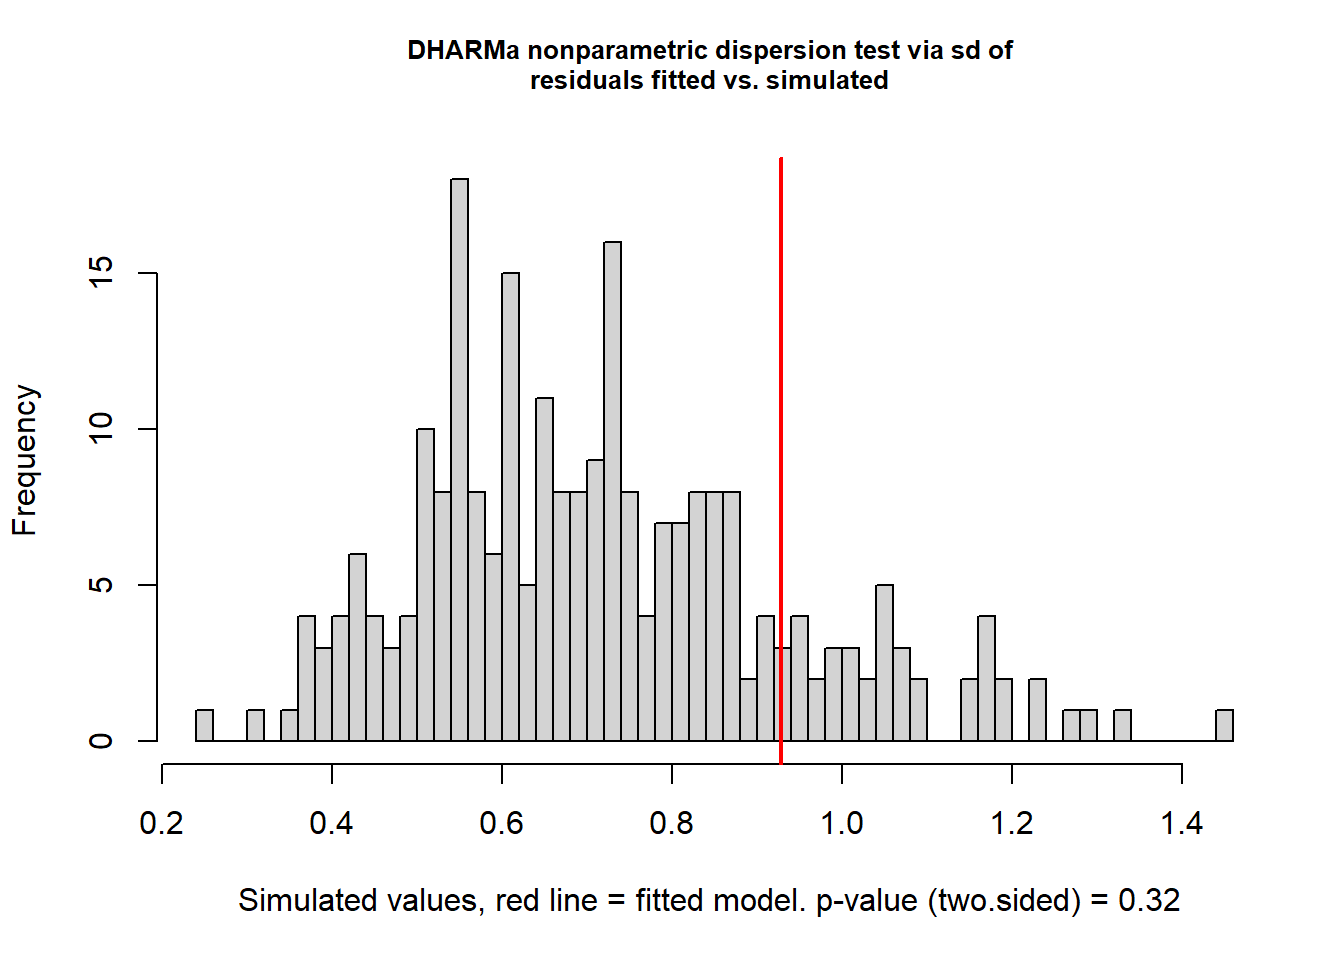 DHARMa nonparametric dispersion test via sd of
residuals fitted vs. simulated
Frequency
15
10
5
0
0.2 0.4 0.6 0.8 1.0 1.2 1.4
Simulated values, red line = fitted model. p-value (two.sided) = 0.32